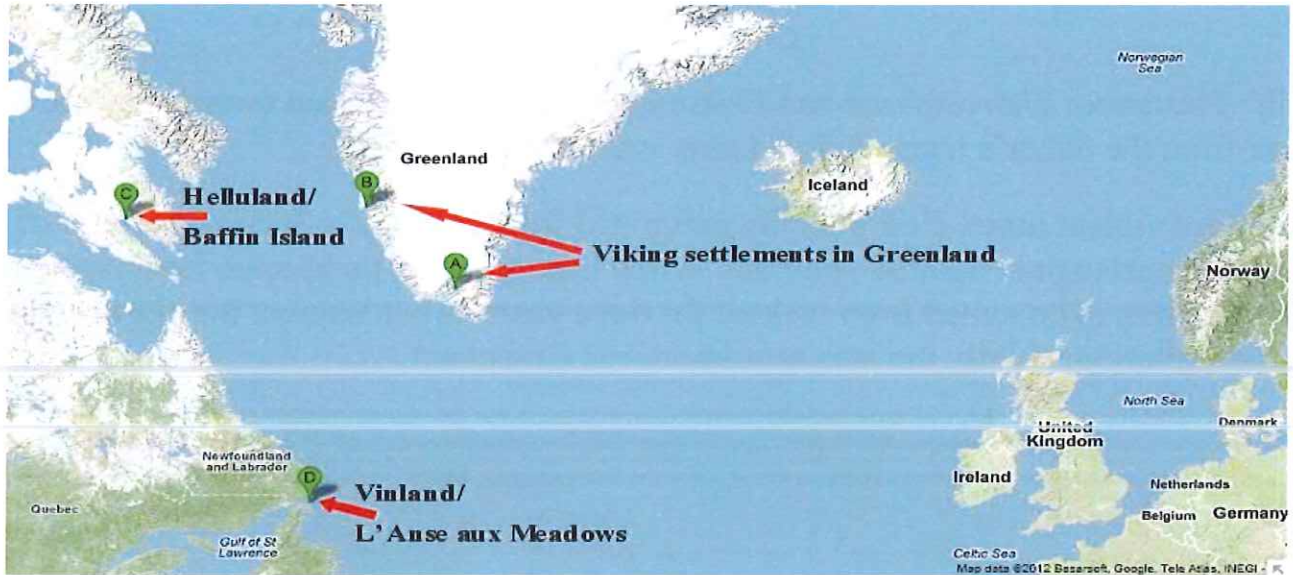 Norwegian
Sea
Greenland
B
Iceland
C
Helluland/
Baffin Island
Viking settlements in Greenland
A
Norway
North Sea
Denmark
United
Kingdom
Newfoundland
and Labrador
Ireland
D
Vinland/
L'Anse aux Meadows
Netherlands
Quebec
Belgium
Germany
Gulf of St
Lawrence
Celtic Sea
Map data ©2012 Basarsoft, Google, Tele Atlas, INEGI -